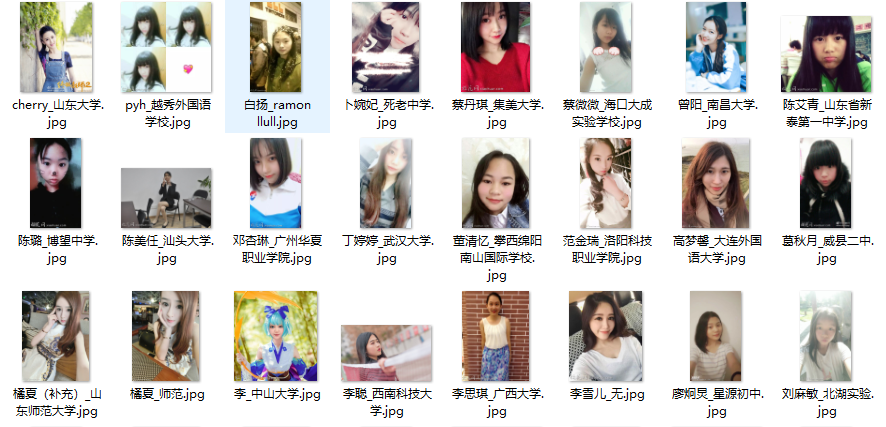 cherry_山东大学.
jpg
pyh_越秀外国语
学校.jpg
白扬_ramon
llull.jpg
卜婉妃_死老中学.
jpg
蔡丹琪_集美大学.
jpg
蔡微微_海口大成
实验学校.jpg
曾阳_南昌大学.
jpg
陈艾青_山东省新
泰第一中学.jpg
陈璐_博望中学.
jpg
陈美任_汕头大学.
jpg
邓杏琳_广州华夏
职业学院.jpg
丁婷婷_武汉大学.
jpg
董清忆_攀西绵阳
南山国际学校.
jpg
范金瑞_洛阳科技
职业学院.jpg
高梦馨_大连外国
语大学.jpg
葛秋月_威县二中.
jpg
橘夏（补充）_山
东师范大学.jpg
橘夏_师范.jpg
李_中山大学.jpg
李聪_西南科技大
学.jpg
李思琪_广西大学.
jpg
李雪儿_无.jpg
廖炯炅_星源初中.
jpg
刘麻敏_北湖实验.
jpg